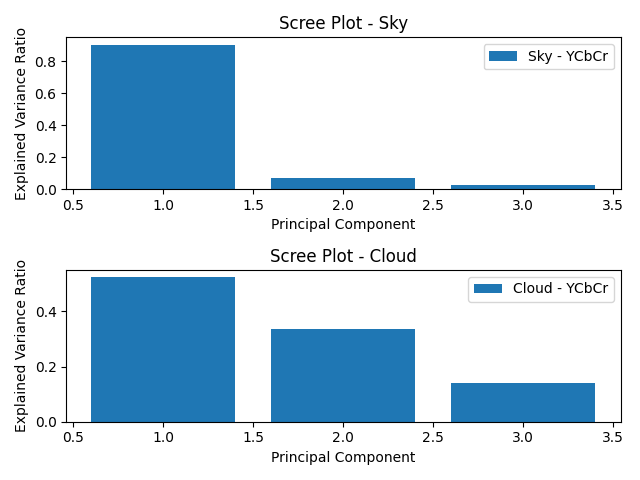 Scree Plot - Sky
Explained Variance Ratio
0.8
0.6
0.4
0.2
0.0
Sky - YCbCr
0.5 1.0 1.5 2.0 2.5 3.0 3.5
Principal Component
Scree Plot - Cloud
Explained Variance Ratio
0.4
0.2
0.0
Cloud - YCbCr
0.5 1.0 1.5 2.0 2.5 3.0 3.5
Principal Component